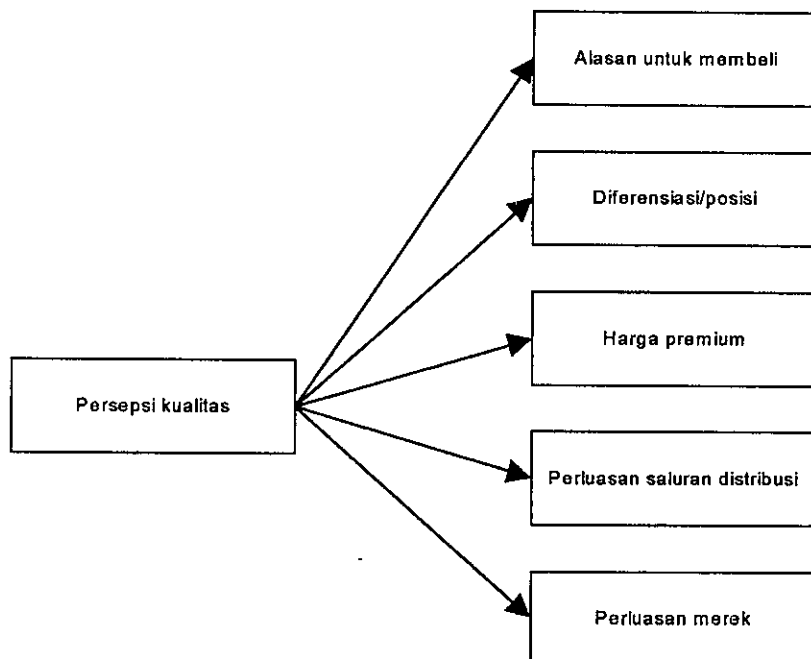 Alasan untuk membeli
Diferensiasi/posisi
Harga premium
Persepsi kualitas
Perluasan saluran distribusi
Perluasan merek